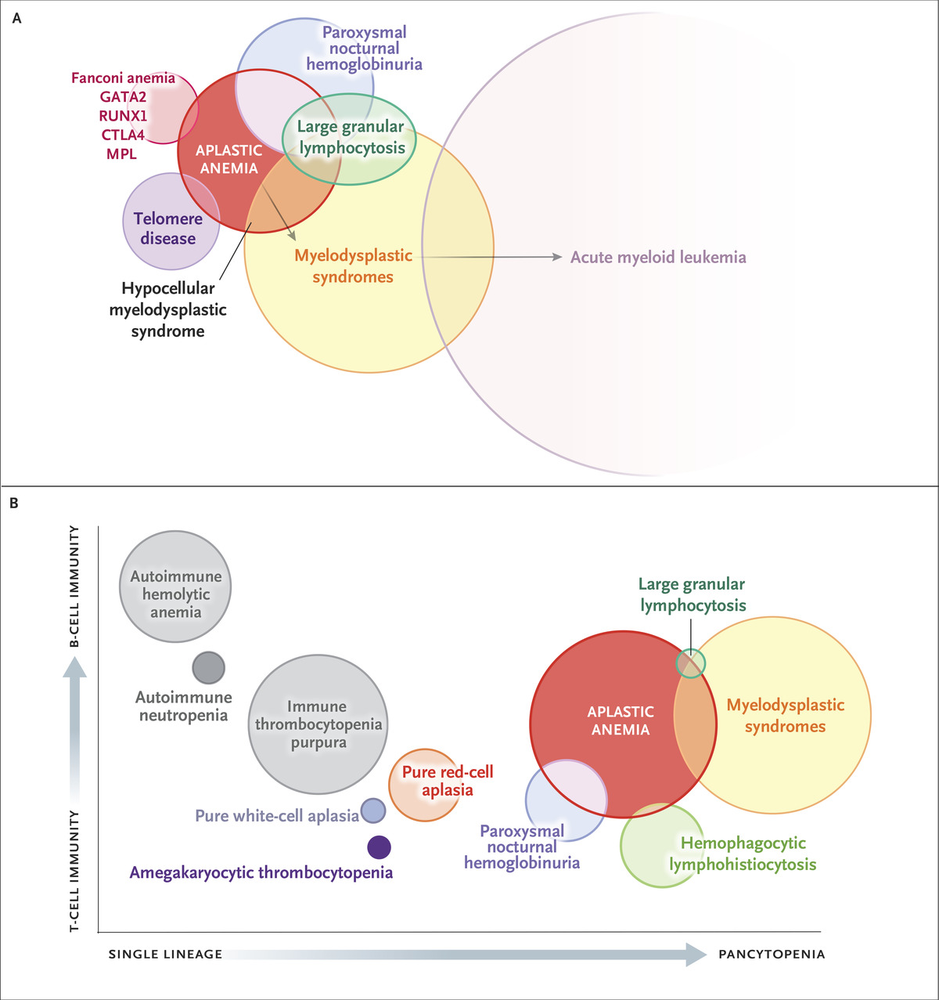 A
Paroxysmal
nocturnal
hemoglobinuria
Fanconi anemia
GATA2
RUNX1
CTLA4
MPL
APLASTIC
ANEMIA
Large granular
lymphocytosis
Telomere
disease
Hypocellular
myelodysplastic
syndrome
Myelodysplastic
syndromes
Acute myeloid leukemia
B
B-CELL IMMUNITY
T-CELL IMMUNITY
Autoimmune
hemolytic
anemia
Autoimmune
neutropenia
Immune
thrombocytopenia
purpura
Pure red-cell
aplasia
Pure white-cell aplasia
Amegakaryocytic thrombocytopenia
Large granular
lymphocytosis
APLASTIC
ANEMIA
Myelodysplastic
syndromes
Paroxysmal
nocturnal
hemoglobinuria
Hemophagocytic
lymphohistiocytosis
SINGLE LINEAGE
PANCYTOPENIA